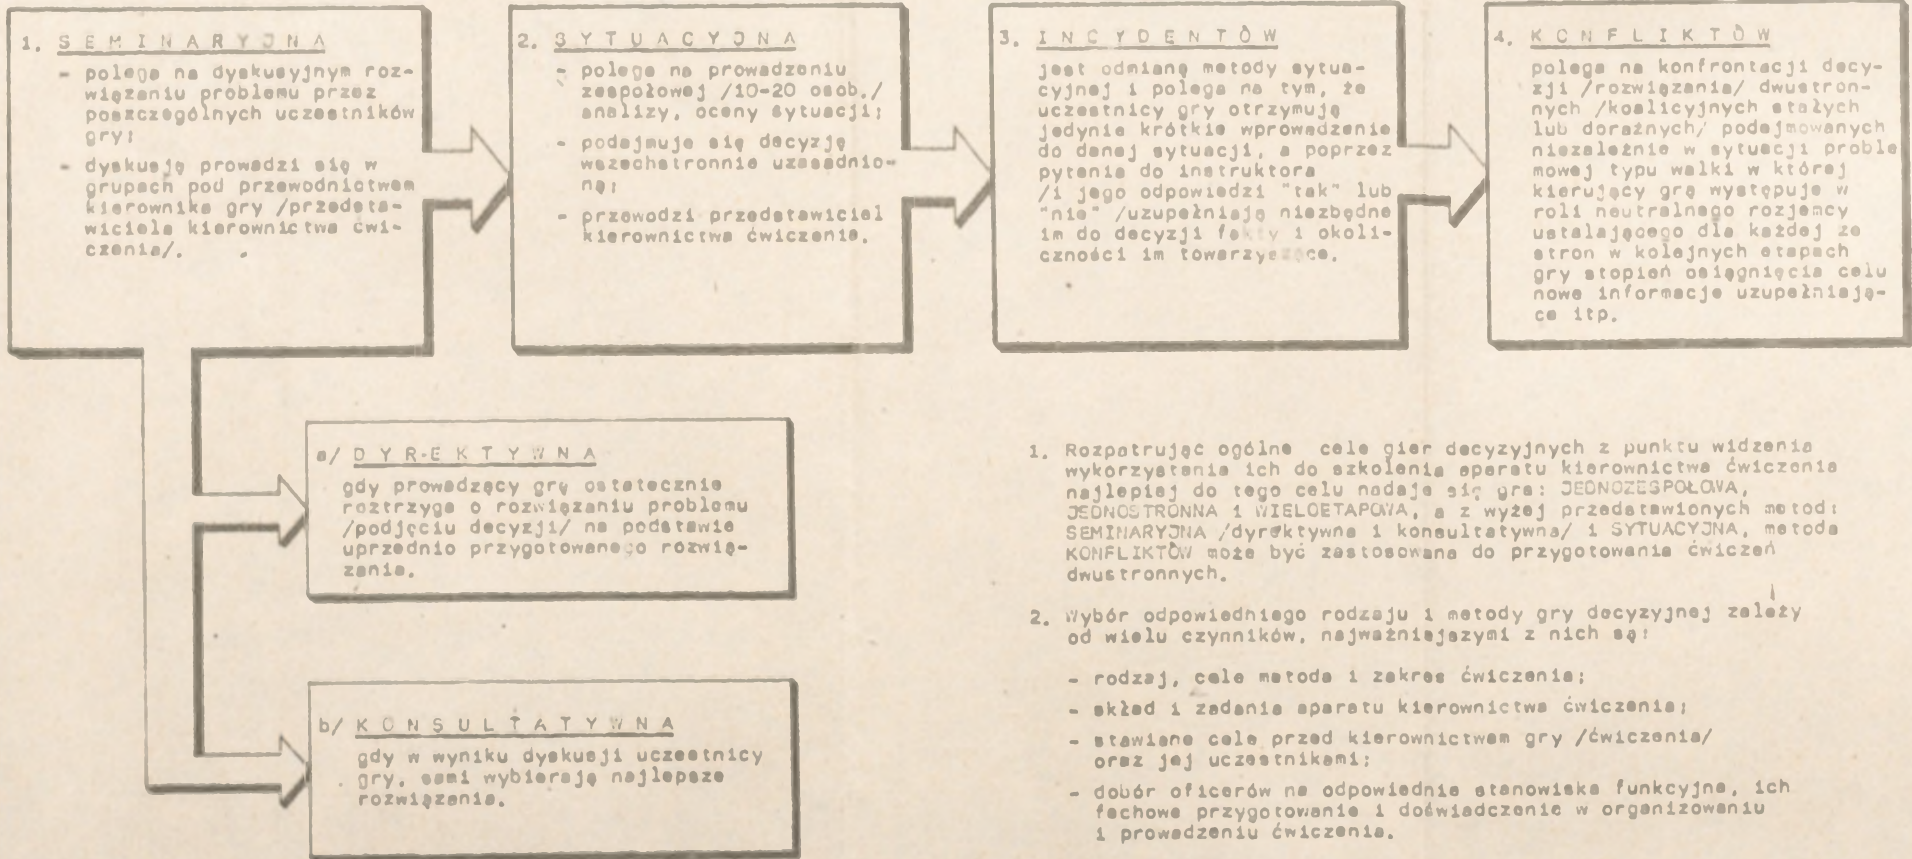 1. S E M I N A R Y J N A
- polega na dyskusyjnym roz-
wiązaniu problemu przez
poszczególnych uczestników
gry;
- dyskusję prowadzi się w
grupach pod przewodnictwem
kierownika gry /przedsta-
wiciela kierownictwa ćwi-
czenia/.
2. S Y T U A C Y J N A
- polega na prowadzeniu
zespołowej /10-20 osob./
analizy, oceny sytuacji;
- podejmuje się decyzję
wszechstronnie uzasadnio-
ną;
- przewodzi przedstawiciel
kierownictwa ćwiczenia.
3. I N C Y D E N T Ó W
jest odmianą metody sytua-
cyjnej i polega na tym, że
uczestnicy gry otrzymują
jedynie krótkie wprowadzenie
do danej sytuacji, a poprzez
pytania do instruktora
/i jego odpowiedzi "tak" lub
"nie" /uzupełniają niezbędne
im do decyzji fakty i okoli-
czności im towarzyszące.
4. K O N F L I K T Ó W
polega na konfrontacji decy-
zji /rozwiązania/ dwustron-
nych /koalicyjnych stałych
lub doraźnych/ podejmowanych
niezależnie w sytuacji proble
mowej typu walki w której
kierujący grą występuje w
roli neutralnego rozjemcy
ustalającego dla każdej ze
stron w kolejnych etapach
gry stopień osiągnięcia celu
nowe informacje uzupełniają-
ce itp.
a/ D Y R-E K T Y W N A
gdy prowadzący grę ostatecznie
roztrzyga o rozwiązaniu problemu
/podjęciu decyzji/ na podstawie
uprzednio przygotowanego rozwią-
zania.
b/ K O N S U L T A T Y W N A
gdy w wyniku dyskusji uczestnicy
gry, sami wybierają najlepsze
rozwiązania.
1. Rozpatrując ogólne cele gier decyzyjnych z punktu widzenia
wykorzystania ich do szkolenia aparatu kierownictwa ćwiczenia
najlepiej do tego celu nadaje się gra: JEDNOZESPOŁOWA,
JEDNOSTRONNA i WIELOETAPOWA, a z wyżej przedstawionych metod:
SEMINARYJNA /dyrektywna i konsultatywna/ i SYTUACYJNA, metoda
KONFLIKTÓW może być zastosowana do przygotowania ćwiczeń
dwustronnych.
2. Wybór odpowiedniego rodzaju i metody gry decyzyjnej zależy
od wielu czynników, najważniejszymi z nich są:
- rodzaj, cele metoda i zakres ćwiczenia;
- skład i zadania aparatu kierownictwa ćwiczenia;
- stawiane cele przed kierownictwem gry /ćwiczenia/
oraz jej uczestnikami;
- dobór oficerów na odpowiednie stanowiska funkcyjne, ich
fachowe przygotowanie i doświadczenie w organizowaniu
i prowadzeniu ćwiczenia.